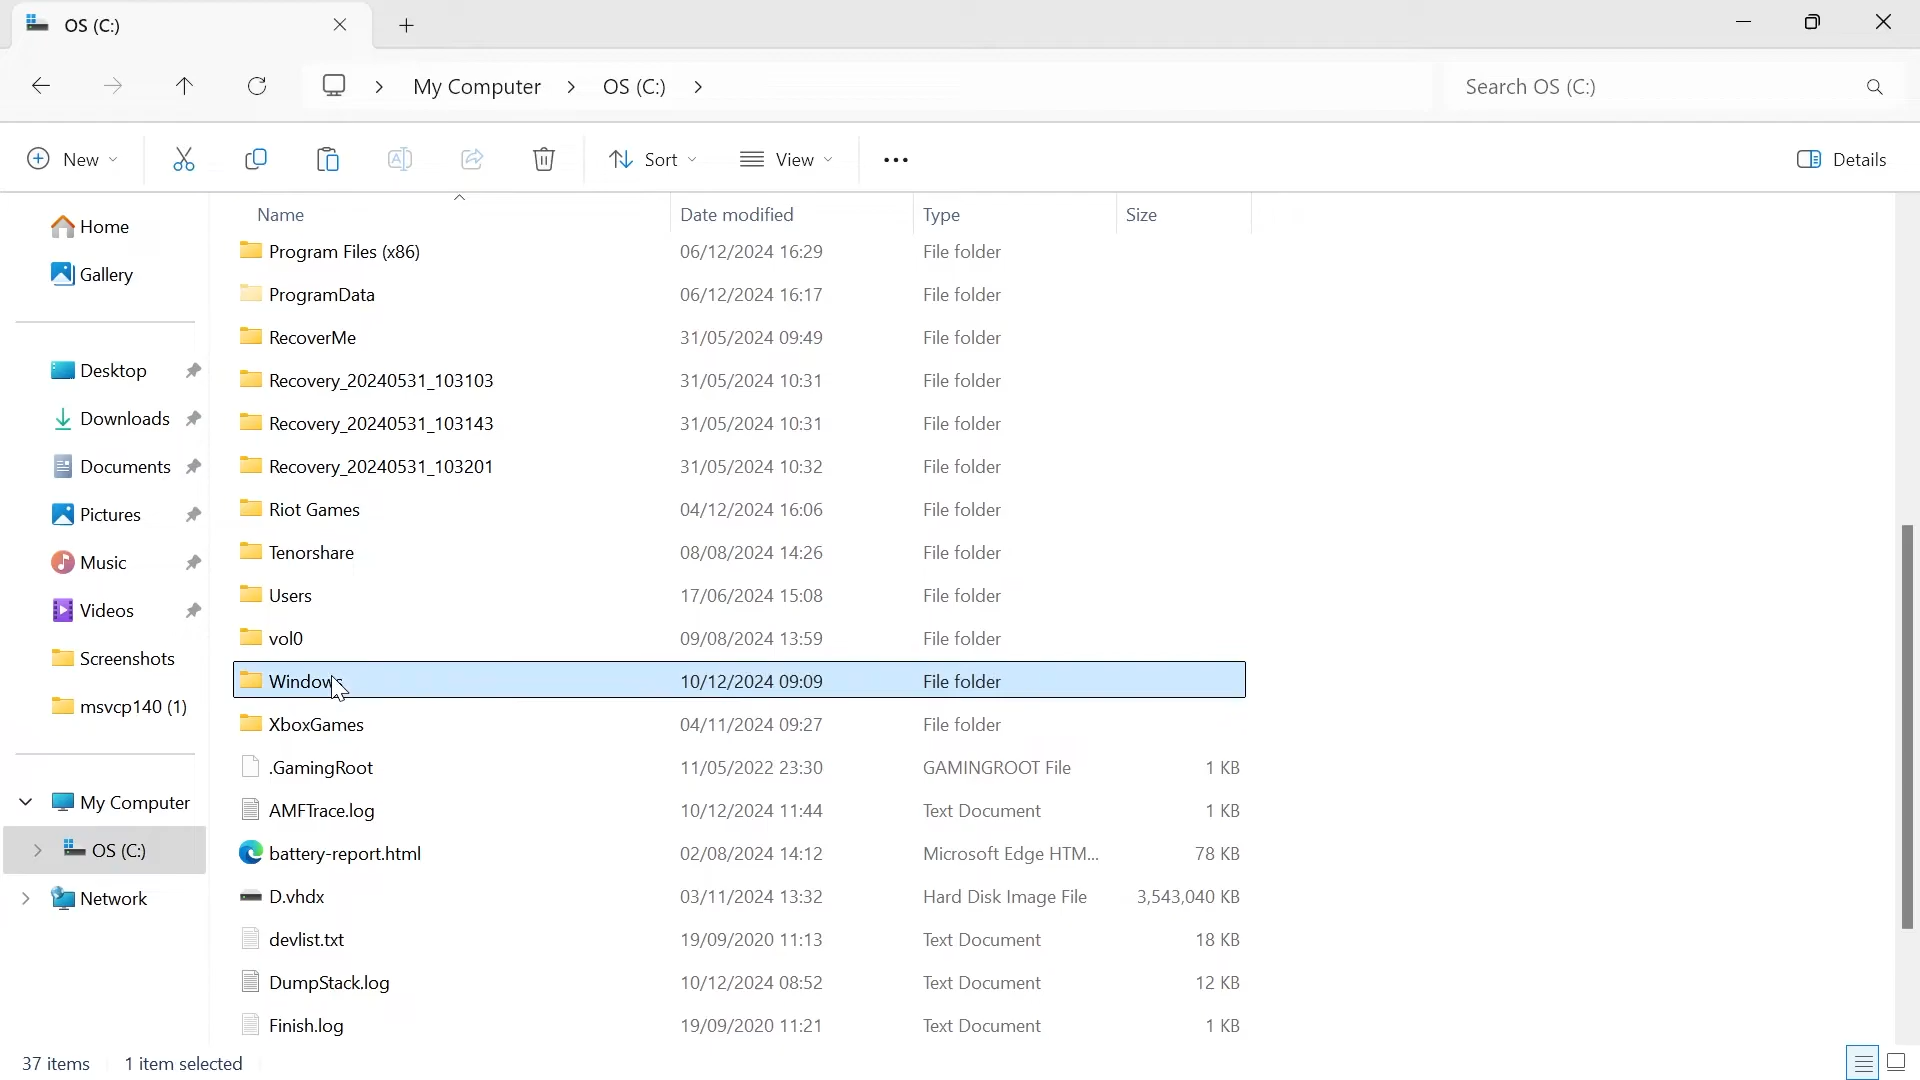 OS (C:)
My Computer > OS (C:) >
Search OS (C:)
New
Sort
View
Details
Name Date modified Type Size
Home
Gallery
Desktop
Downloads
Documents
Pictures
Music
Videos
Screenshots
msvcp140 (1)
My Computer
OS (C:)
Network
Program Files (x86) 06/12/2024 16:29 File folder
ProgramData 06/12/2024 16:17 File folder
RecoverMe 31/05/2024 09:49 File folder
Recovery_20240531_103103 31/05/2024 10:31 File folder
Recovery_20240531_103143 31/05/2024 10:31 File folder
Recovery_20240531_103201 31/05/2024 10:32 File folder
Riot Games 04/12/2024 16:06 File folder
Tenorshare 08/08/2024 14:26 File folder
Users 17/06/2024 15:08 File folder
vol0 09/08/2024 13:59 File folder
Windows 10/12/2024 09:09 File folder
XboxGames 04/11/2024 09:27 File folder
.GamingRoot 11/05/2022 23:30 GAMINGROOT File 1 KB
AMFTrace.log 10/12/2024 11:44 Text Document 1 KB
battery-report.html 02/08/2024 14:12 Microsoft Edge HTM... 78 KB
D.vhdx 03/11/2024 13:32 Hard Disk Image File 3,543,040 KB
devlist.txt 19/09/2020 11:13 Text Document 18 KB
DumpStack.log 10/12/2024 08:52 Text Document 12 KB
Finish.log 19/09/2020 11:21 Text Document 1 KB
37 items 1 item selected